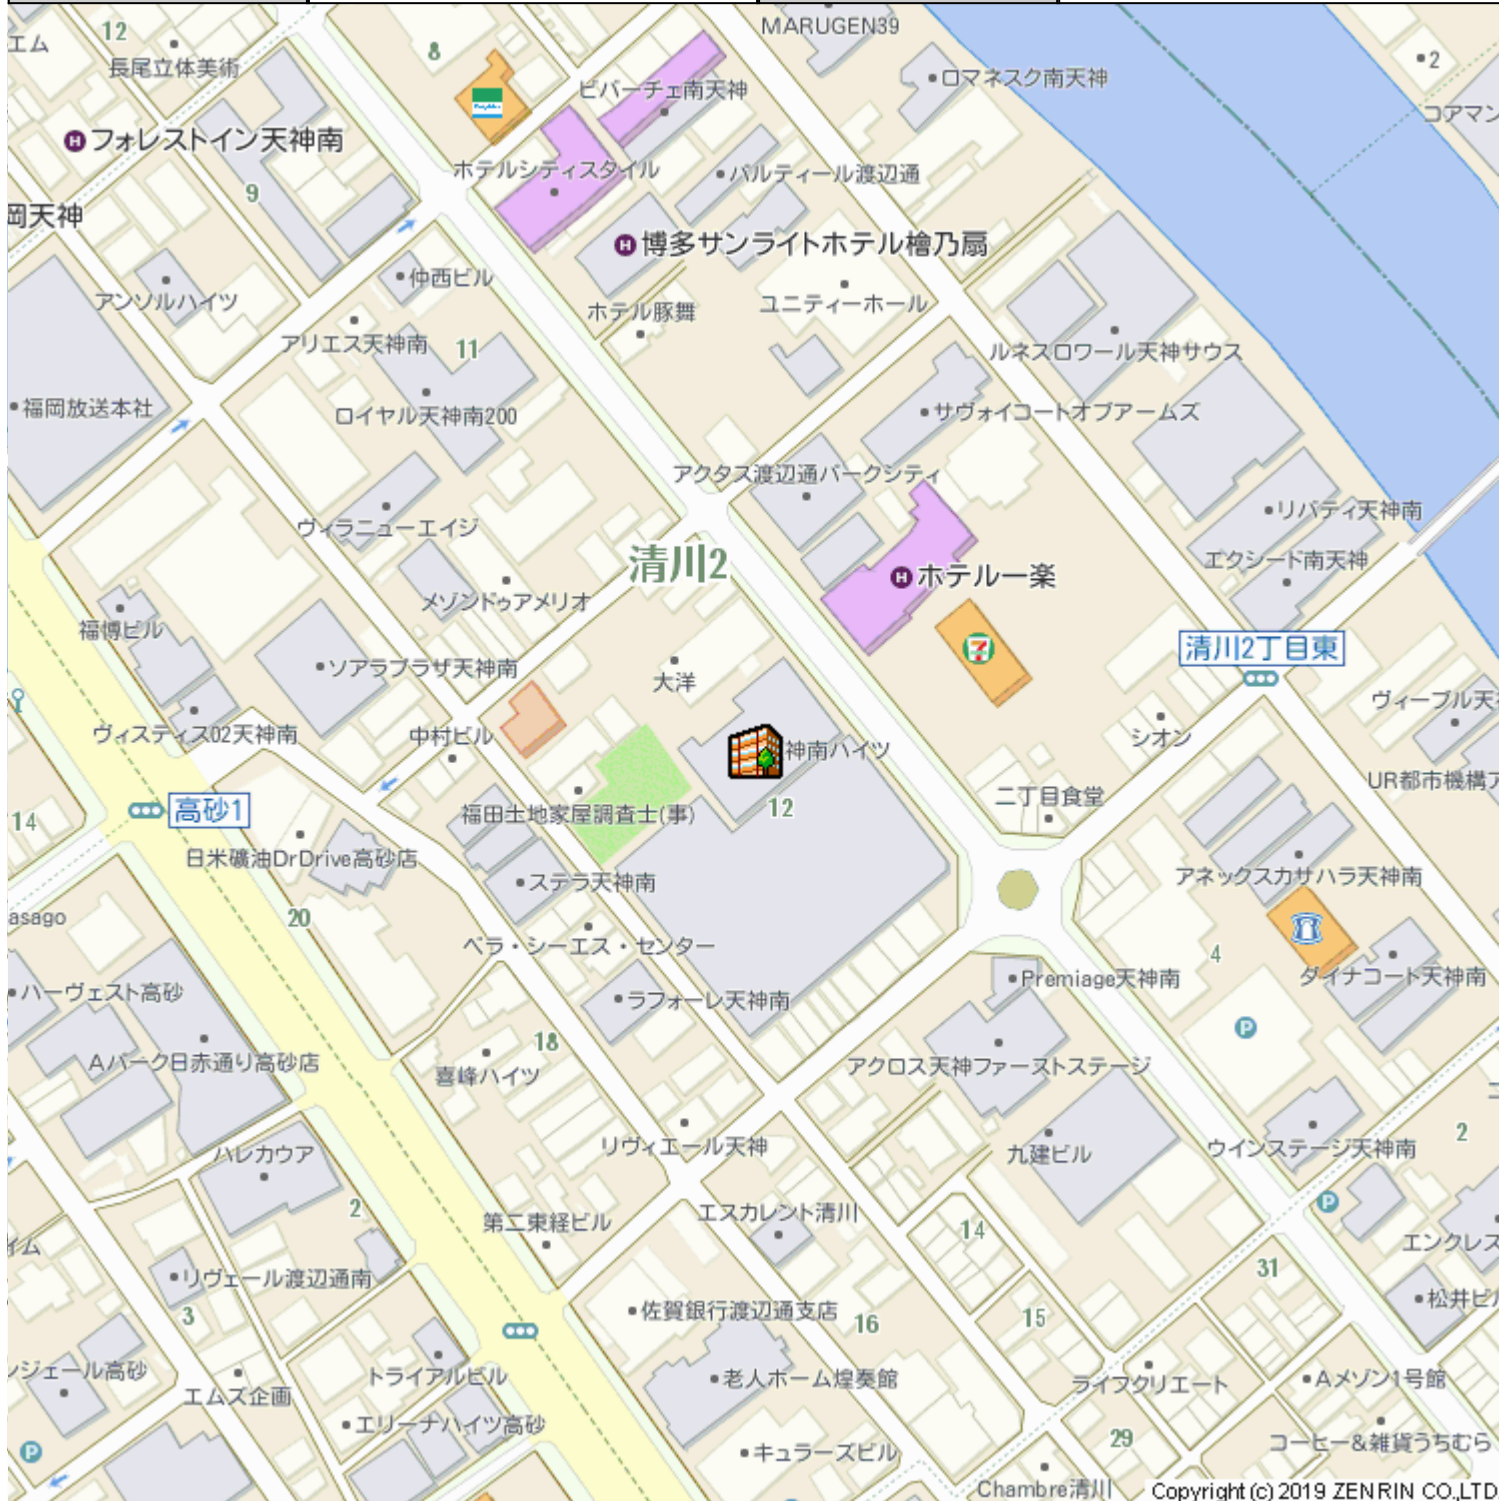 MARUGEN39
12
エム
8
2
長尾立体美術
ロマネスク南天神
ビバーチェ南天神
コアマン
H フォレストイン天神南
ホテルシティスタイル
パルティール渡辺通
9
岡天神
H 博多サンライトホテル檜乃扇
仲西ビル
アンソルハイツ
ホテル豚舞
ユニティーホール
アリエス天神南
11
ルネスロワール天神サウス
福岡放送本社
ロイヤル天神南200
サヴォイコートオブアームズ
アクタス渡辺通パークシティ
ヴィラニューエイジ
リバティ天神南
清川2
エクシード南天神
H ホテル一楽
メゾンドゥアメリオ
福博ビル
7
清川2丁目東
ソアラプラザ天神南
大洋
ヴィーブル天
ヴィスティス02天神南
中村ビル
シオン
神南ハイツ
UR都市機構ア
高砂1
12
二丁目食堂
福田土地家屋調査士(事)
14
日米礦油DrDrive高砂店
ステラ天神南
アネックスカサハラ天神南
asago
20
ベラ・シーエス・センター
4
ハーヴェスト高砂
ラフォーレ天神南
Premiage天神南
ダイナコート天神南
P
18
Aパーク日赤通り高砂店
喜峰ハイツ
アクロス天神ファーストステージ
リヴィエール天神
九建ビル
ウインステージ天神南
2
ハレカウア
P
2
第二東経ビル
エスカレント清川
14
イム
エンクレス
リヴェール渡辺通南
31
3
佐賀銀行渡辺通支店
16
15
松井ビル
ンジェール高砂
トライアルビル
老人ホーム煌奏館
ライフクリエート
Aメゾン1号館
エムズ企画
エリーナハイツ高砂
29
コーヒー&雑貨うちむら
P
キュラーズビル
Chambre清川
Copyright (c) 2019 ZENRIN CO.,LTD